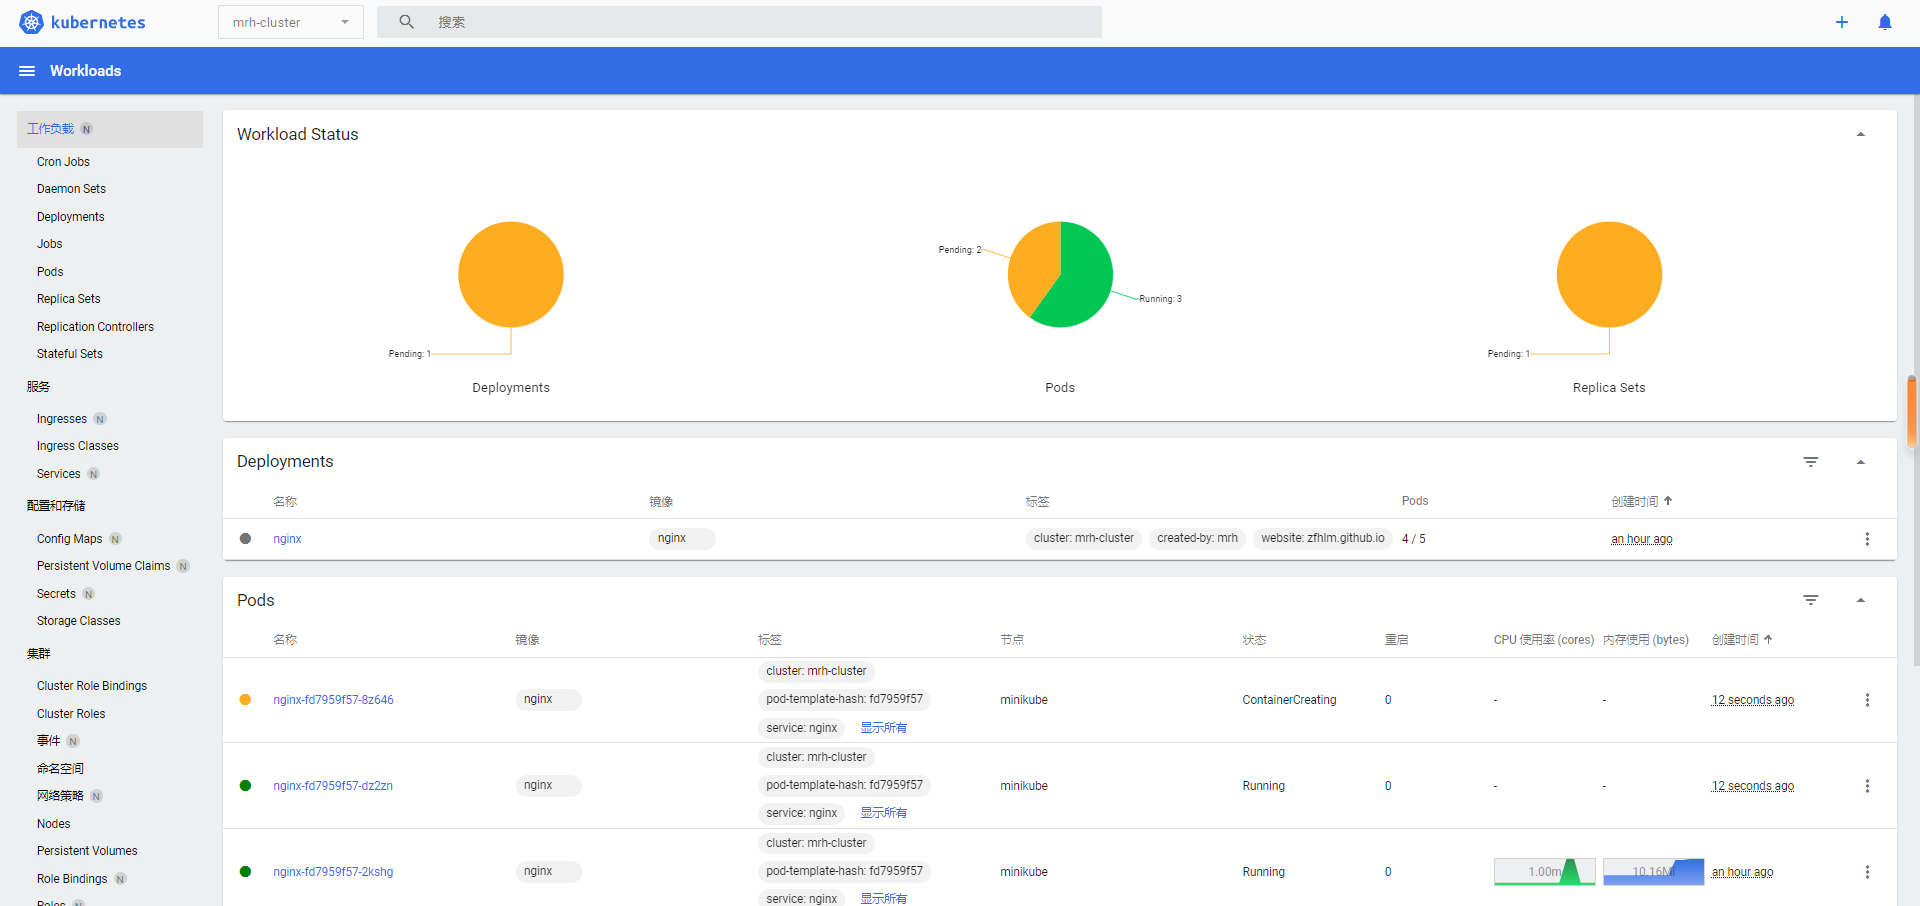 kubernetes
mrh-cluster
搜索
Workloads
工作负载 N
Cron Jobs
Daemon Sets
Deployments
Jobs
Pods
Replica Sets
Replication Controllers
Stateful Sets
服务
Ingresses N
Ingress Classes
Services N
配置和存储
Config Maps N
Persistent Volume Claims N
Secrets N
Storage Classes
集群
Cluster Role Bindings
Cluster Roles
事件 N
命名空间
网络策略 N
Nodes
Persistent Volumes
Role Bindings N
Roles N
Workload Status
Pending: 1
Deployments
Pending: 2
Running: 3
Pods
Pending: 1
Replica Sets
Deployments
名称 镜像 标签 Pods 创建时间
nginx nginx cluster: mrh-cluster created-by: mrh website: zfhlm.github.io 4 / 5 an hour ago
Pods
名称 镜像 标签 节点 状态 重启 CPU 使用率 (cores) 内存使用 (bytes) 创建时间
cluster: mrh-cluster
nginx-fd7959f57-8z646 nginx pod-template-hash: fd7959f57 minikube ContainerCreating 0 - - 12 seconds ago
service: nginx 显示所有
cluster: mrh-cluster
nginx-fd7959f57-dz2zn nginx pod-template-hash: fd7959f57 minikube Running 0 - - 12 seconds ago
service: nginx 显示所有
cluster: mrh-cluster
nginx-fd7959f57-2kshg nginx pod-template-hash: fd7959f57 minikube Running 0 1.00m 10.16Mi an hour ago
service: nginx 显示所有